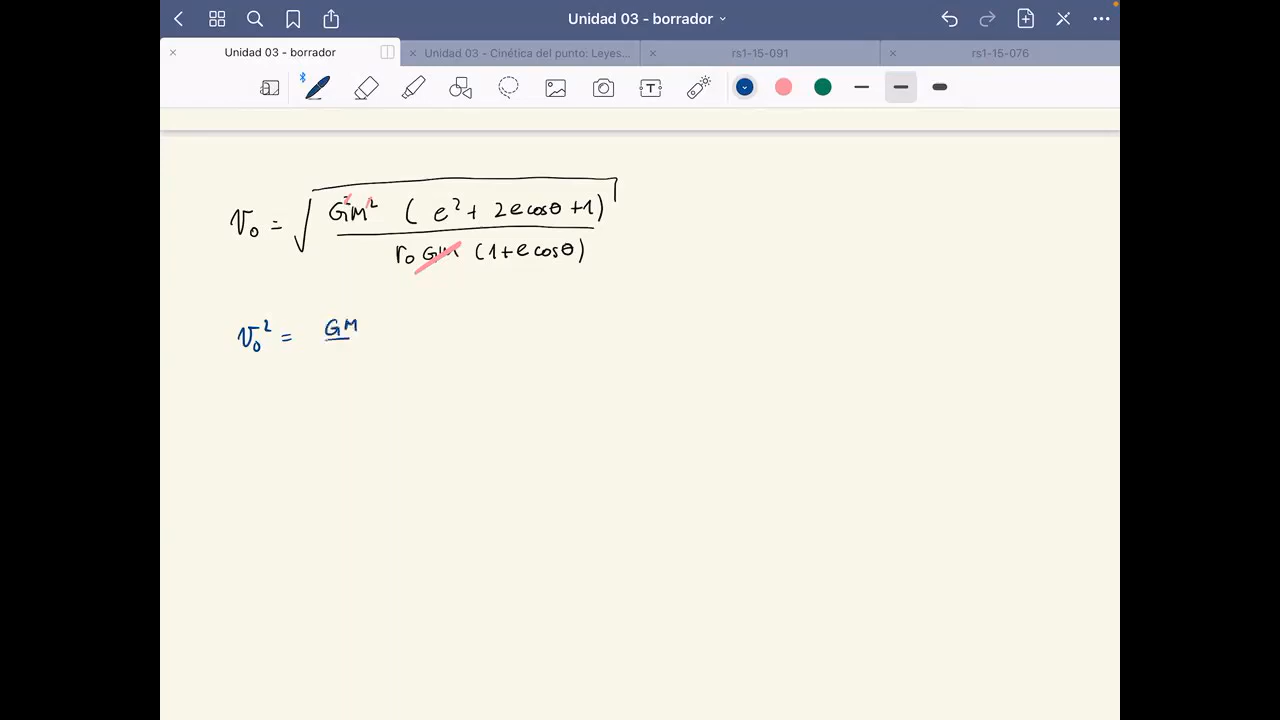 Unidad 03 - borrador
Unidad 03 - borrador
Unidad 03 - Cinética del punto: Leyes...
rs1-15-091
rs1-15-076
v₀ = √ G²M² (e² + 2e cosθ + 1)
r₀ GM (1 + e cosθ)
v₀² = GM